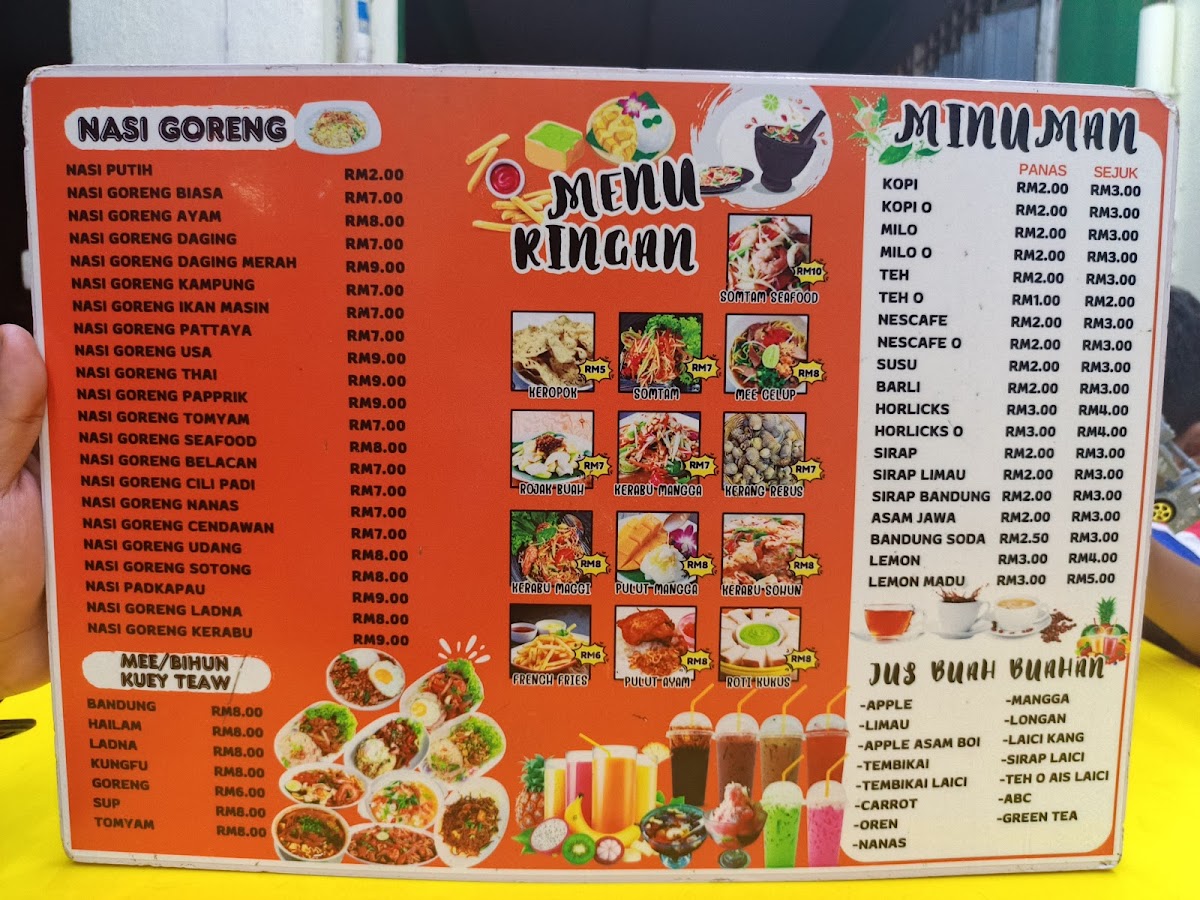 NASI GORENG
NASI PUTIH RM2.00
NASI GORENG BIASA RM7.00
NASI GORENG AYAM RM8.00
NASI GORENG DAGING RM7.00
NASI GORENG DAGING MERAH RM9.00
NASI GORENG KAMPUNG RM7.00
NASI GORENG IKAN MASIN RM7.00
NASI GORENG PATTAYA RM7.00
NASI GORENG USA RM9.00
NASI GORENG THAI RM9.00
NASI GORENG PAPPRIK RM9.00
NASI GORENG TOMYAM RM7.00
NASI GORENG SEAFOOD RM8.00
NASI GORENG BELACAN RM7.00
NASI GORENG CILI PADI RM7.00
NASI GORENG NANAS RM7.00
NASI GORENG CENDAWAN RM7.00
NASI GORENG UDANG RM8.00
NASI GORENG SOTONG RM8.00
NASI PADKAPAU RM9.00
NASI GORENG LADNA RM8.00
NASI GORENG KERABU RM9.00
MEE/BIHUN
KUEY TEAW
BANDUNG RM8.00
HAILAM RM8.00
LADNA RM8.00
KUNGFU RM8.00
GORENG RM6.00
SUP RM8.00
TOMYAM RM8.00
MENU
RINGAN
RM10
SOMTAM SEAFOOD
RM5 RM7 RM8
KEROPOK SOMTAM MEE CELUP
RM7 RM7 RM7
ROJAK BUAH KERABU MANGGA KERANG REBUS
RM8 RM8 RM8
KERABU MAGGI PULUT MANGGA KERABU SOHUN
RM6 RM8 RM8
FRENCH FRIES PULUT AYAM ROTI KUKUS
MINUMAN
PANAS SEJUK
KOPI RM2.00 RM3.00
KOPI O RM2.00 RM3.00
MILO RM2.00 RM3.00
MILO O RM2.00 RM3.00
TEH RM2.00 RM3.00
TEH O RM1.00 RM2.00
NESCAFE RM2.00 RM3.00
NESCAFE O RM2.00 RM3.00
SUSU RM2.00 RM3.00
BARLI RM2.00 RM3.00
HORLICKS RM3.00 RM4.00
HORLICKS O RM3.00 RM4.00
SIRAP RM2.00 RM3.00
SIRAP LIMAU RM2.00 RM3.00
SIRAP BANDUNG RM2.00 RM3.00
ASAM JAWA RM2.00 RM3.00
BANDUNG SODA RM2.50 RM3.00
LEMON RM3.00 RM4.00
LEMON MADU RM3.00 RM5.00
JUS BUAH BUAHAN
-APPLE
-LIMAU
-APPLE ASAM BOI
-TEMBIKAI
-TEMBIKAI LAICI
-CARROT
-OREN
-NANAS
-MANGGA
-LONGAN
-LAICI KANG
-SIRAP LAICI
-TEH O AIS LAICI
-ABC
-GREEN TEA